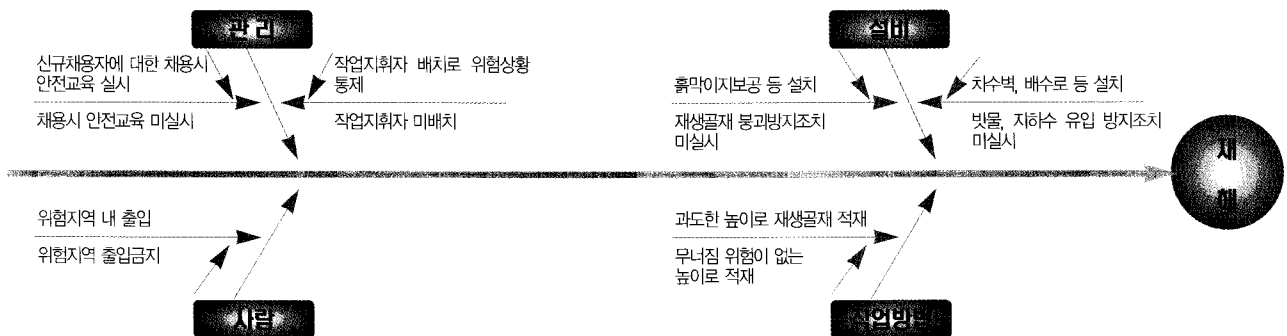 관 리
설비
신규채용자에 대한 채용시
안전교육 실시
작업지휘자 배치로 위험상황
통제
흙막이지보공 등 설치
차수벽, 배수로 등 설치
채용시 안전교육 미실시
작업지휘자 미배치
재생골재 붕괴방지조치
미실시
빗물, 지하수 유입 방지조치
미실시
재
해
위험지역 내 출입
위험지역 출입금지
과도한 높이로 재생골재 적재
무너짐 위험이 없는
높이로 적재
사람
작업방법